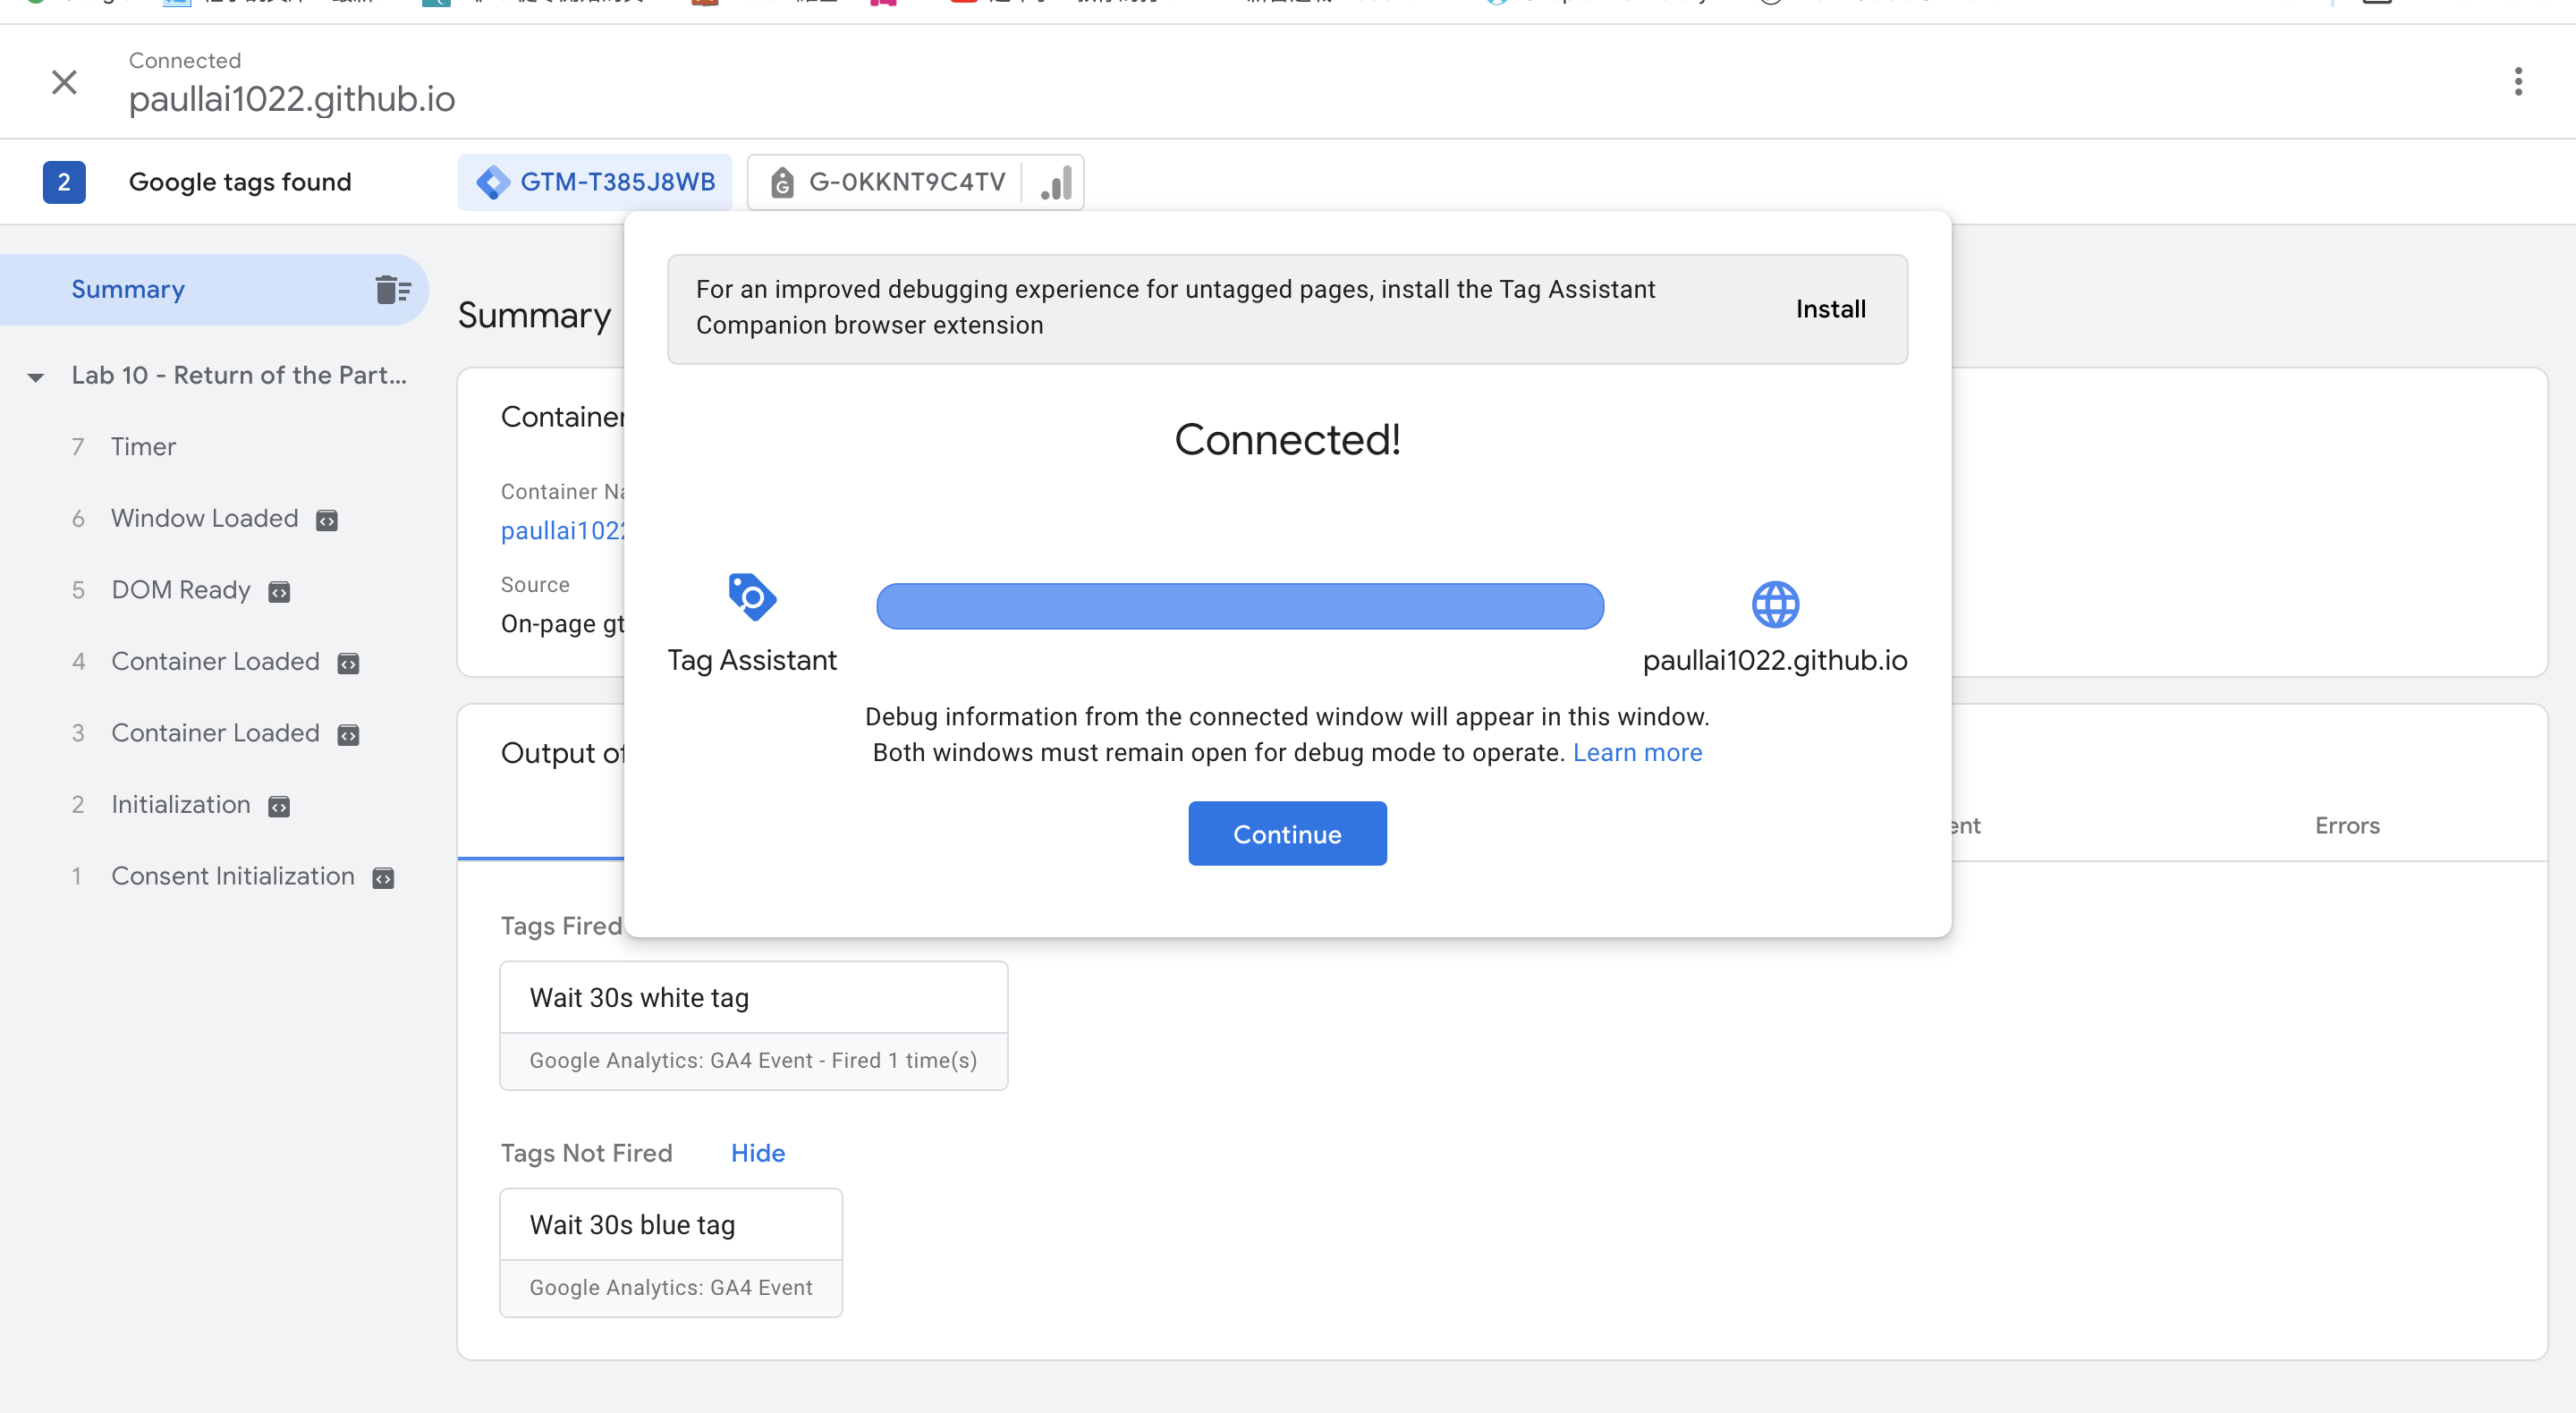 Connected
paullai1022.github.io
2
Google tags found
GTM-T385J8WB
G-0KKNT9C4TV
Summary
Lab 10 - Return of the Part...
7 Timer
6 Window Loaded
5 DOM Ready
4 Container Loaded
3 Container Loaded
2 Initialization
1 Consent Initialization
Summary
Container
Container Na
paullai1022
Source
On-page gt
Output of
ent
Errors
Tags Fired
Wait 30s white tag
Google Analytics: GA4 Event - Fired 1 time(s)
Tags Not Fired
Hide
Wait 30s blue tag
Google Analytics: GA4 Event
For an improved debugging experience for untagged pages, install the Tag Assistant
Companion browser extension
Install
Connected!
Tag Assistant
paullai1022.github.io
Debug information from the connected window will appear in this window.
Both windows must remain open for debug mode to operate. Learn more
Continue